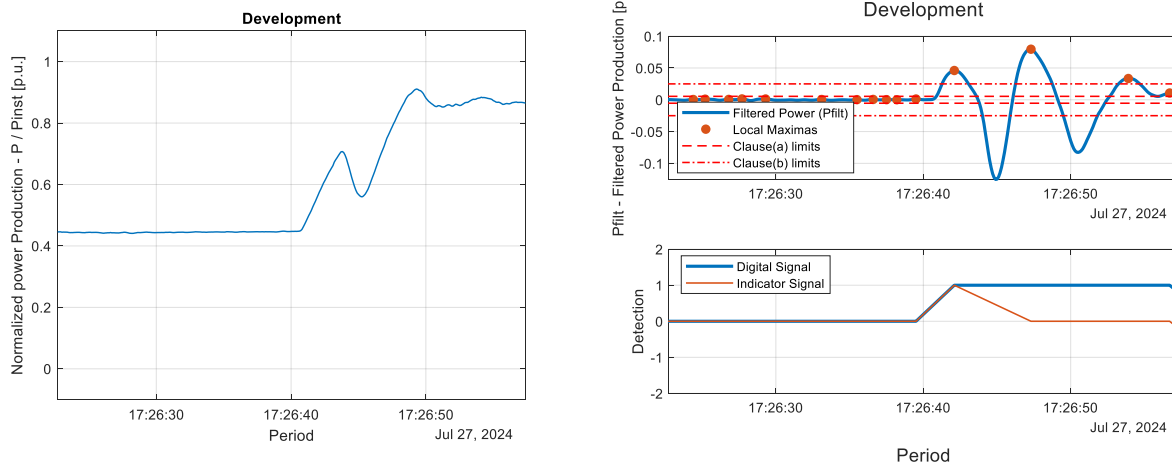 Development
Normalized power Production - P / Pinst [p.u.]
1
0.8
0.6
0.4
0.2
0
17:26:30
17:26:40
17:26:50
Period
Jul 27, 2024
Development
Pfilt - Filtered Power Production [p
0.1
0.05
0
-0.05
-0.1
Filtered Power (Pfilt)
Local Maximas
Clause(a) limits
Clause(b) limits
17:26:30
17:26:40
17:26:50
Jul 27, 2024
Detection
2
1
0
-1
-2
Digital Signal
Indicator Signal
17:26:30
17:26:40
17:26:50
Jul 27, 2024
Period